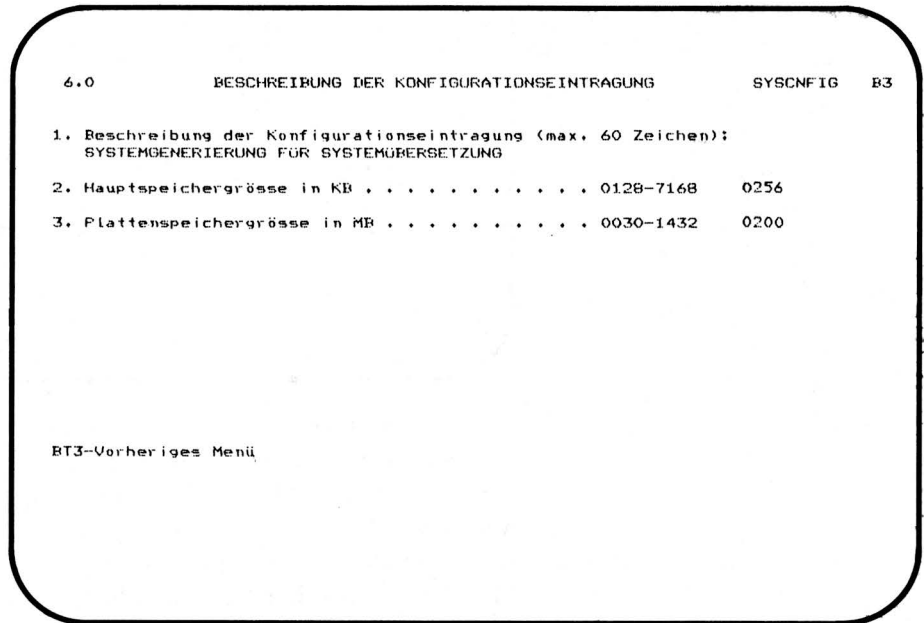 6.0 BESCHREIBUNG DER KONFIGURATIONSEINTRAGUNG SYSCNFIG B3
1. Beschreibung der Konfigurationseintragung (max. 60 Zeichen):
SYSTEMGENERIERUNG FÜR SYSTEMÜBERSETZUNG
2. Hauptspeichergrösse in KB . . . . . . . . . . . 0128-7168 0256
3. Plattenspeichergrösse in MB . . . . . . . . . . 0030-1432 0200
BT3-Vorheriges Menü